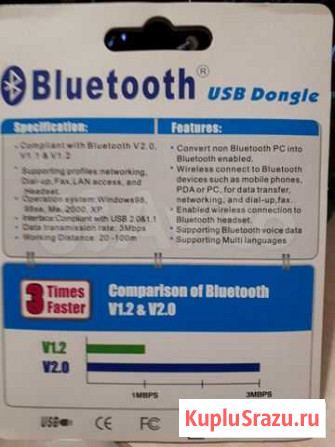 Bluetooth®
USB Dongle
Specification:
Compliant with Bluetooth V2.0,
V1.1 & V1.2
Supporting profiles networking,
Dial-up, Fax, LAN access, and
Headset.
Operation system: Windows98,
98se, Me, 2000, XP
Interface:Compliant with USB 2.0&1.1
Data transmission rate: 3Mbps
Working Distance: 20-100m
Features:
Convert non Bluetooth PC into
Bluetooth enabled.
Wireless connect to Bluetooth
devices such as mobile phones,
PDA or PC, for data transfer,
networking, and dial-up,fax.
Enabled wireless connection to
Bluetooth headset.
Supporting Bluetooth voice data
Supporting Multi languages
3 Times
Faster
Comparison of Bluetooth
V1.2 & V2.0
V1.2
V2.0
1MBPS
3MBPS
USB
CE
FC
KupluSrazu.ru